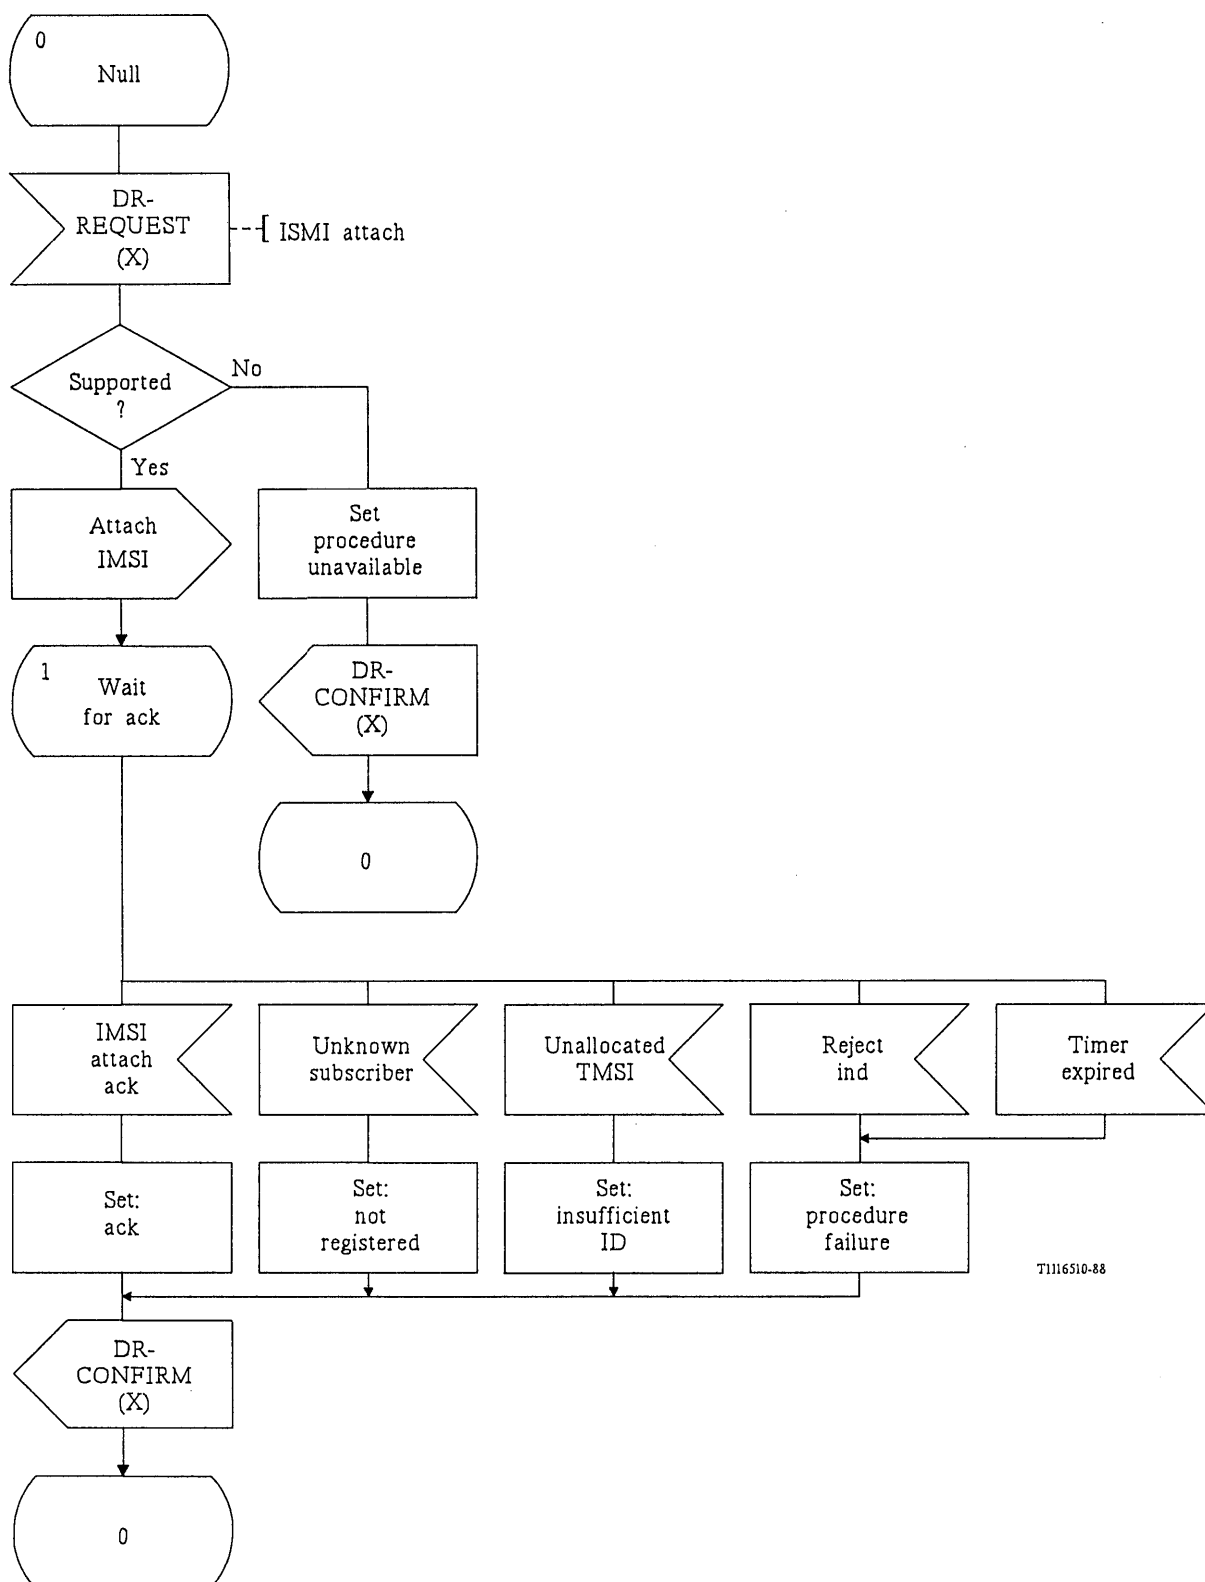 0
Null
DR-
REQUEST
(X)
ISMI attach
Supported
?
No
Yes
Attach
IMSI
Set
procedure
unavailable
1
Wait
for ack
DR-
CONFIRM
(X)
0
IMSI
attach
ack
Unknown
subscriber
Unallocated
TMSI
Reject
ind
Timer
expired
Set:
ack
Set:
not
registered
Set:
insufficient
ID
Set:
procedure
failure
T1116510-88
DR-
CONFIRM
(X)
0